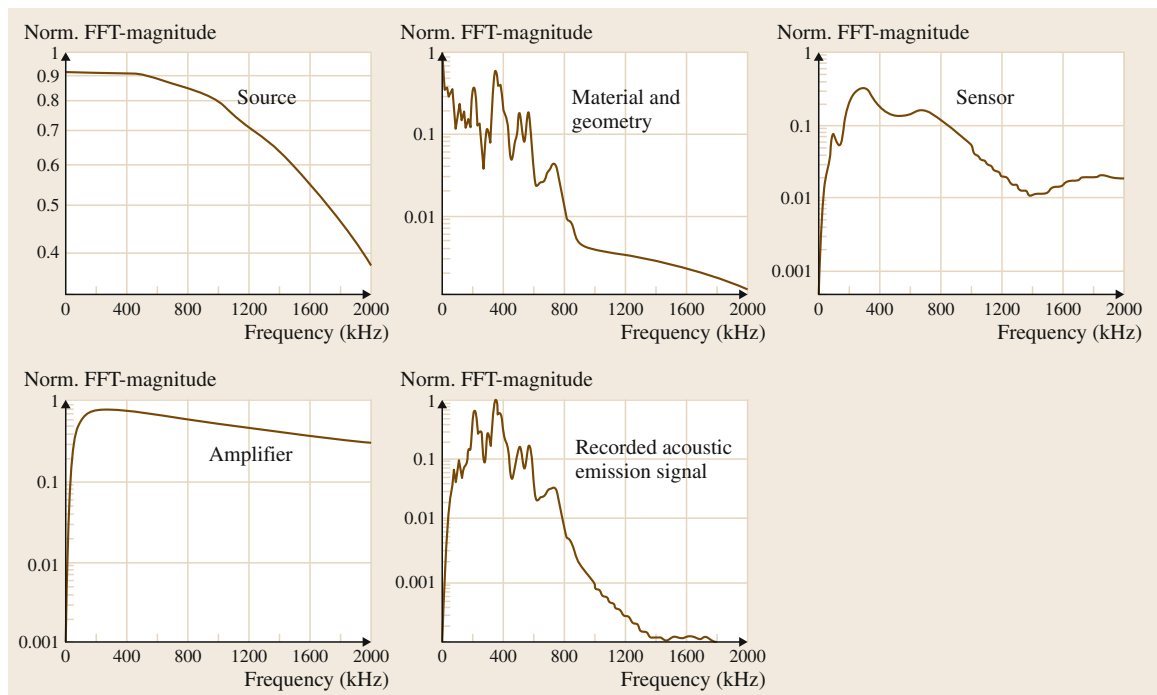 Norm. FFT-magnitude
1
0.9
0.8
0.7
0.6
0.5
0.4
Source
0 400 800 1200 1600 2000
Frequency (kHz)
Norm. FFT-magnitude
1
0.1
0.01
Material and
geometry
0 400 800 1200 1600 2000
Frequency (kHz)
Norm. FFT-magnitude
1
0.1
0.01
0.001
Sensor
0 400 800 1200 1600 2000
Frequency (kHz)
Norm. FFT-magnitude
1
0.1
0.01
0.001
Amplifier
0 400 800 1200 1600 2000
Frequency (kHz)
Norm. FFT-magnitude
1
0.1
0.01
0.001
Recorded acoustic
emission signal
0 400 800 1200 1600 2000
Frequency (kHz)